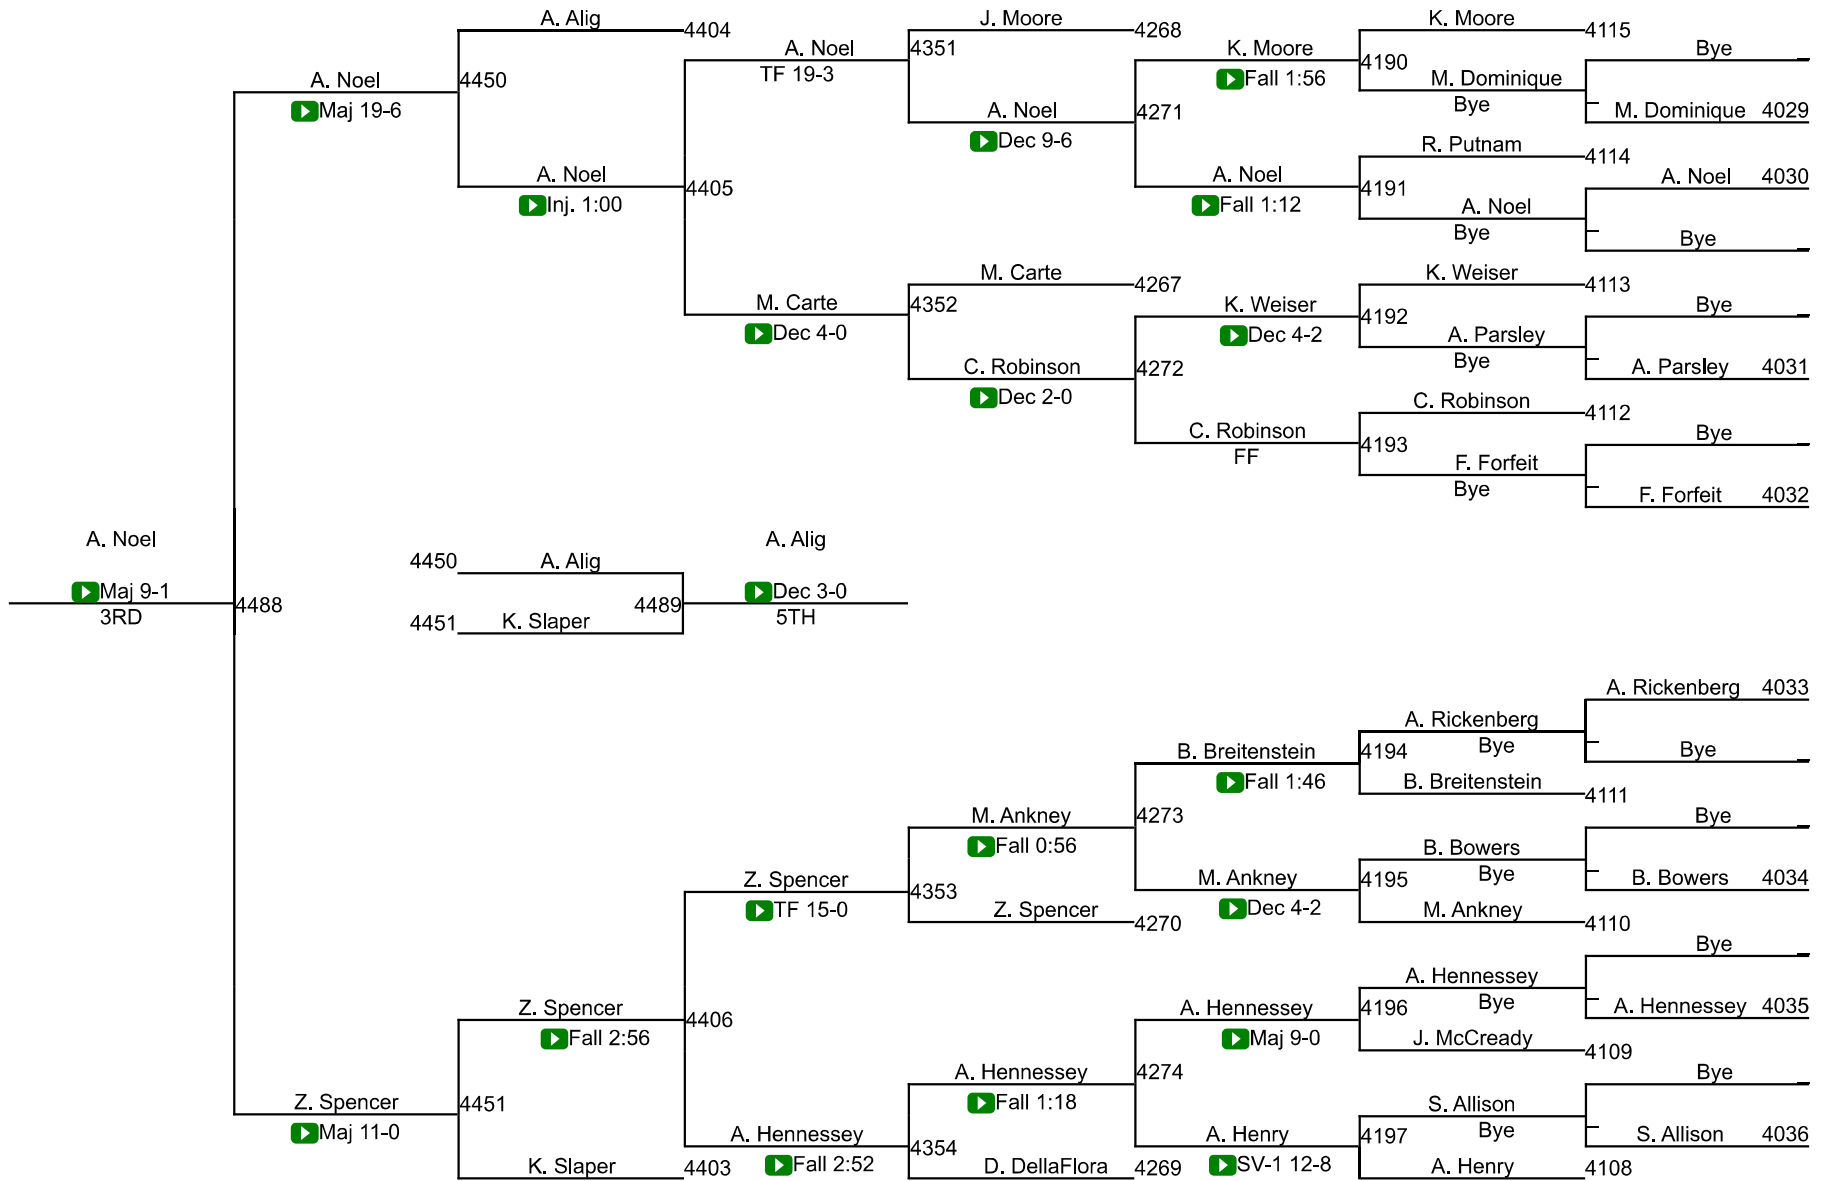 A. Alig
4404
J. Moore
4268
K. Moore
4115
A. Noel
TF 19-3
4351
K. Moore
Fall 1:56
4190
Bye
A. Noel
Maj 19-6
4450
M. Dominique
Bye
M. Dominique 4029
A. Noel
Dec 9-6
4271
R. Putnam
4114
A. Noel
Inj. 1:00
4405
A. Noel
Fall 1:12
4191
A. Noel 4030
A. Noel
Bye
Bye
M. Carte
4267
K. Weiser
4113
M. Carte
Dec 4-0
4352
K. Weiser
Dec 4-2
4192
Bye
A. Parsley
Bye
A. Parsley 4031
C. Robinson
Dec 2-0
4272
C. Robinson
4112
C. Robinson
FF
4193
Bye
F. Forfeit
Bye
F. Forfeit 4032
A. Noel
Maj 9-1
3RD
4488
4450
A. Alig
4451
K. Slaper
4489
A. Alig
Dec 3-0
5TH
A. Rickenberg 4033
A. Rickenberg
Bye
Bye
B. Breitenstein
Fall 1:46
4194
B. Breitenstein
4111
M. Ankney
Fall 0:56
4273
Bye
B. Bowers
Bye
B. Bowers 4034
Z. Spencer
TF 15-0
4353
M. Ankney
Dec 4-2
4195
Z. Spencer
4270
M. Ankney
4110
Bye
A. Hennessey
Bye
A. Hennessey 4035
Z. Spencer
Fall 2:56
4406
A. Hennessey
Maj 9-0
4196
J. McCready
4109
A. Hennessey
Fall 1:18
4274
Bye
Z. Spencer
Maj 11-0
4451
S. Allison
Bye
S. Allison 4036
A. Hennessey
Fall 2:52
4354
A. Henry
SV-1 12-8
4197
K. Slaper
4403
D. DellaFlora
4269
A. Henry
4108